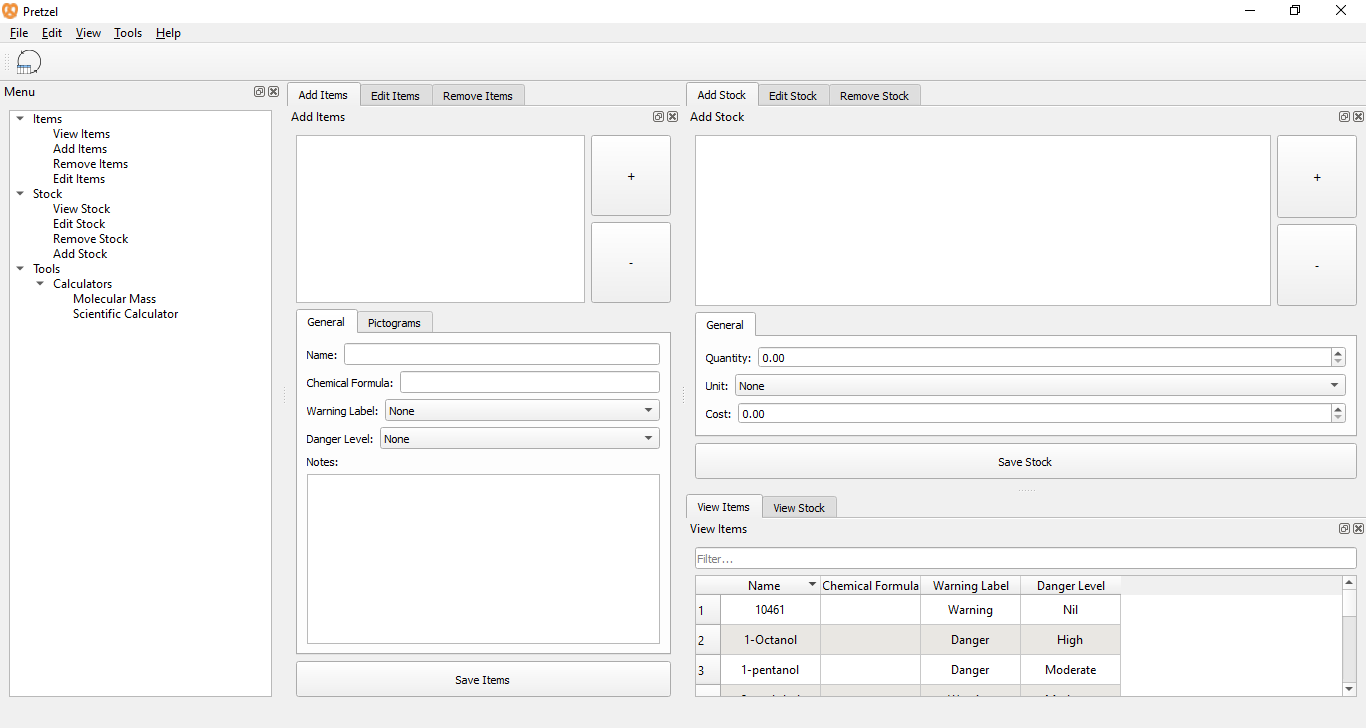 Pretzel
File Edit View Tools Help
Menu
Items
View Items
Add Items
Remove Items
Edit Items
Stock
View Stock
Edit Stock
Remove Stock
Add Stock
Tools
Calculators
Molecular Mass
Scientific Calculator
Add Items Edit Items Remove Items
Add Items
+
-
General Pictograms
Name:
Chemical Formula:
Warning Label: None
Danger Level: None
Notes:
Save Items
Add Stock Edit Stock Remove Stock
Add Stock
+
-
General
Quantity: 0.00
Unit: None
Cost: 0.00
Save Stock
View Items View Stock
View Items
Filter...
Name Chemical Formula Warning Label Danger Level
1 10461 Warning Nil
2 1-Octanol Danger High
3 1-pentanol Danger Moderate